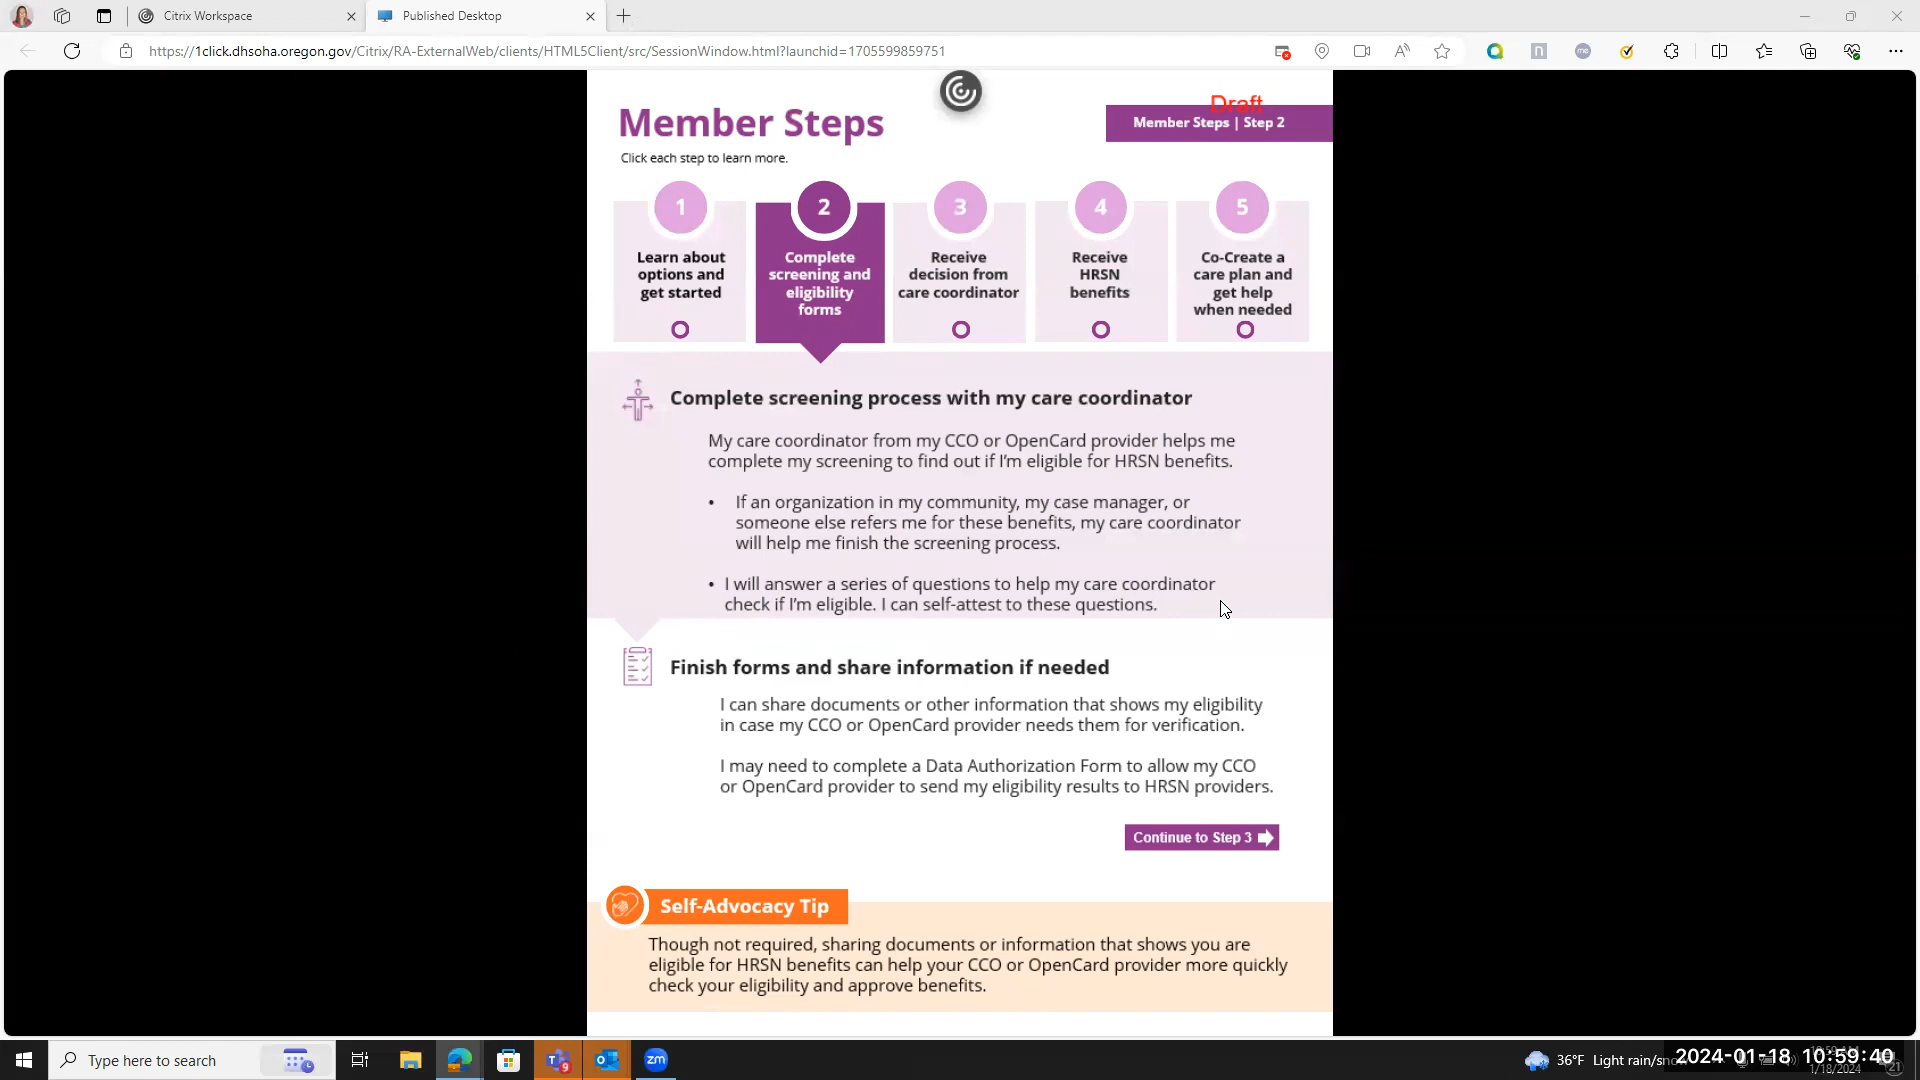 Citrix Workspace
Published Desktop
https://1click.dhsoha.oregon.gov/Citrix/RA-ExternalWeb/clients/HTML5Client/src/SessionWindow.html?launchid=1705599859751
Member Steps
Draft
Member Steps | Step 2
Click each step to learn more.
1
2
3
4
5
Learn about
options and
get started
Complete
screening and
eligibility
forms
Receive
decision from
care coordinator
Receive
HRSN
benefits
Co-Create a
care plan and
get help
when needed
Complete screening process with my care coordinator
My care coordinator from my CCO or OpenCard provider helps me
complete my screening to find out if I'm eligible for HRSN benefits.
• If an organization in my community, my case manager, or
someone else refers me for these benefits, my care coordinator
will help me finish the screening process.
• I will answer a series of questions to help my care coordinator
check if I'm eligible. I can self-attest to these questions.
Finish forms and share information if needed
I can share documents or other information that shows my eligibility
in case my CCO or OpenCard provider needs them for verification.
I may need to complete a Data Authorization Form to allow my CCO
or OpenCard provider to send my eligibility results to HRSN providers.
Continue to Step 3
Self-Advocacy Tip
Though not required, sharing documents or information that shows you are
eligible for HRSN benefits can help your CCO or OpenCard provider more quickly
check your eligibility and approve benefits.
Type here to search
9
zm
36°F Light rain/sno
2024-01-18 10:59:40
1/18/2024
21